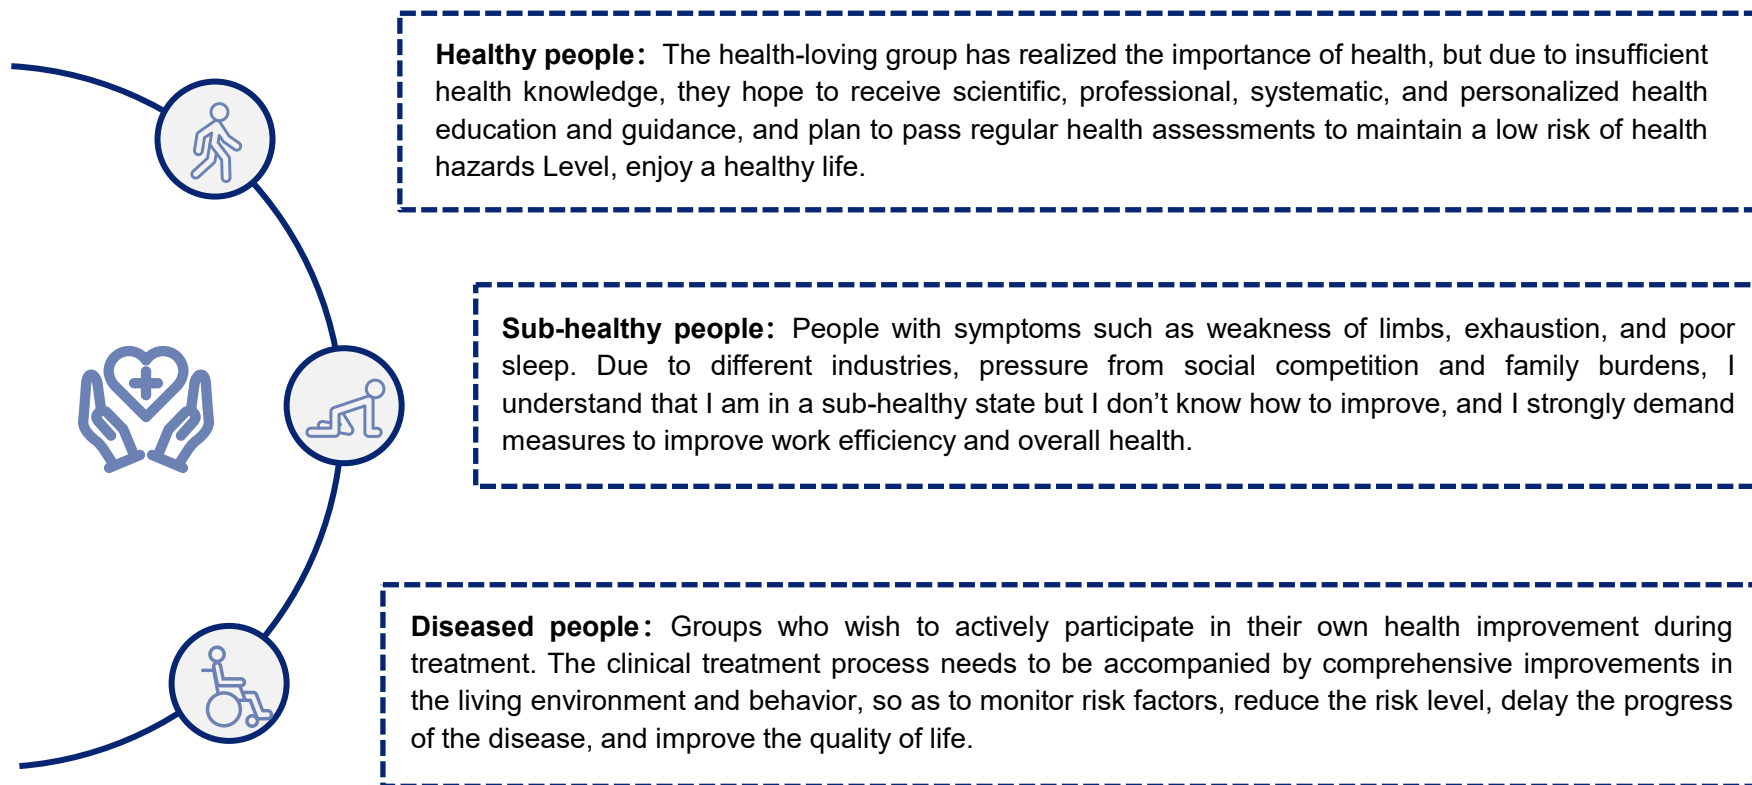 Healthy people: The health-loving group has realized the importance of health, but due to insufficient
health knowledge, they hope to receive scientific, professional, systematic, and personalized health
education and guidance, and plan to pass regular health assessments to maintain a low risk of health
hazards Level, enjoy a healthy life.
Sub-healthy people: People with symptoms such as weakness of limbs, exhaustion, and poor
sleep. Due to different industries, pressure from social competition and family burdens, I
understand that I am in a sub-healthy state but I don’t know how to improve, and I strongly demand
measures to improve work efficiency and overall health.
Diseased people: Groups who wish to actively participate in their own health improvement during
treatment. The clinical treatment process needs to be accompanied by comprehensive improvements in
the living environment and behavior, so as to monitor risk factors, reduce the risk level, delay the progress
of the disease, and improve the quality of life.